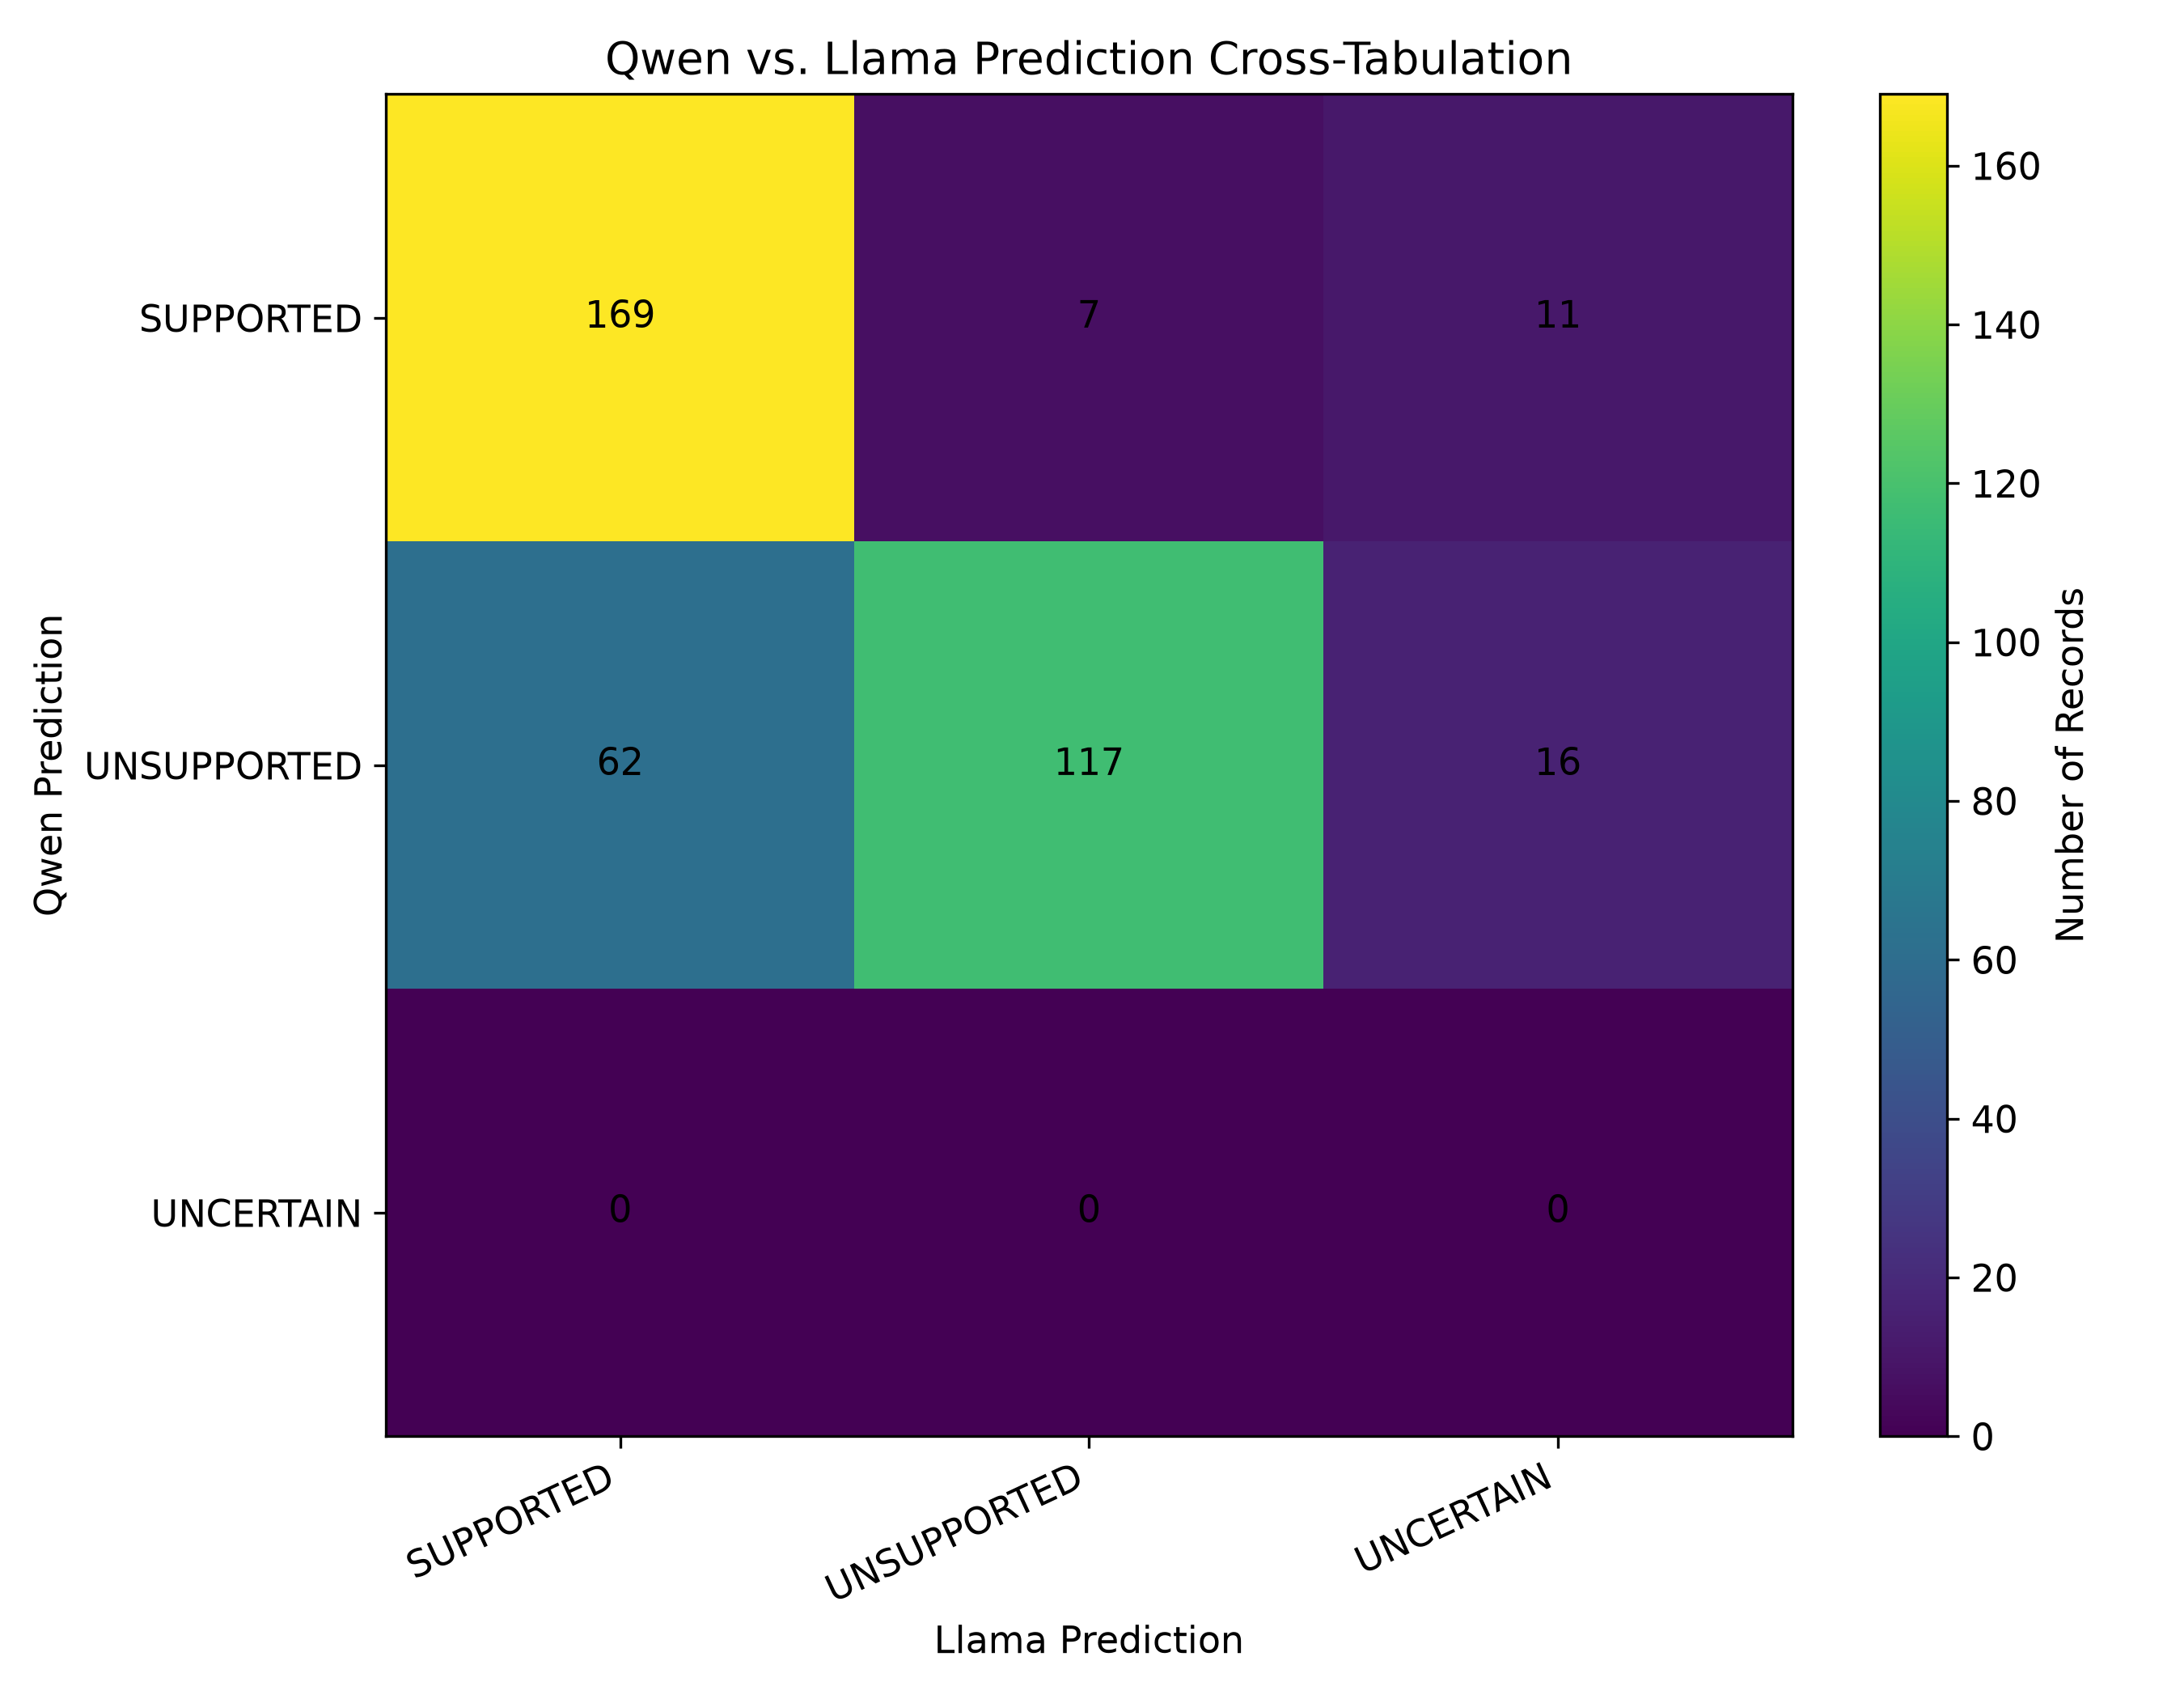 Qwen vs. Llama Prediction Cross-Tabulation
Qwen Prediction
SUPPORTED
169 7 11
UNSUPPORTED
62 117 16
UNCERTAIN
0 0 0
SUPPORTED
UNSUPPORTED
UNCERTAIN
Llama Prediction
160
140
120
100
80
60
40
20
0
Number of Records